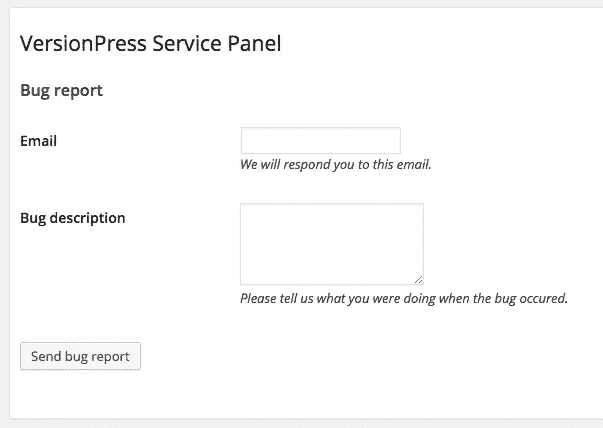 VersionPress Service Panel
Bug report
Email
We will respond you to this email.
Bug description
Please tell us what you were doing when the bug occured.
Send bug report